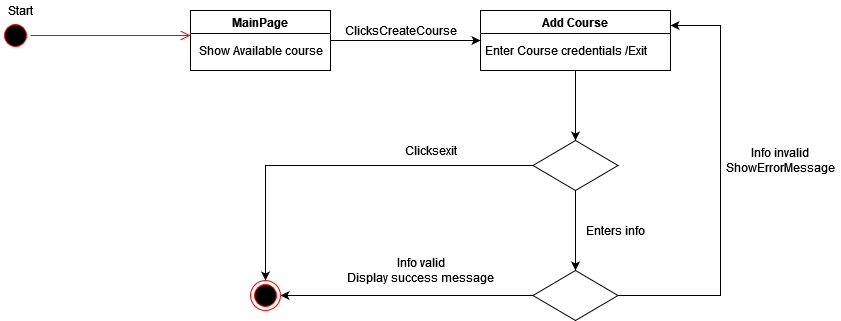 Start
MainPage
Show Available course
ClicksCreateCourse
Add Course
Enter Course credentials /Exit
Clicksexit
Info invalid
ShowErrorMessage
Enters info
Info valid
Display success message